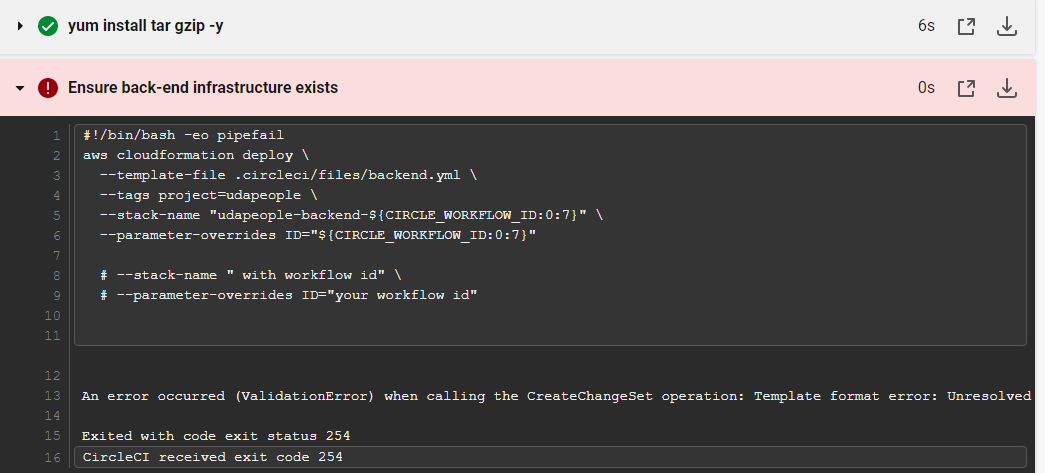 yum install tar gzip -y 6s
Ensure back-end infrastructure exists 0s
1 #!/bin/bash -eo pipefail
2 aws cloudformation deploy \
3 --template-file .circleci/files/backend.yml \
4 --tags project=udapeople \
5 --stack-name "udapeople-backend-${CIRCLE_WORKFLOW_ID:0:7}" \
6 --parameter-overrides ID="${CIRCLE_WORKFLOW_ID:0:7}"
7
8 # --stack-name " with workflow id" \
9 # --parameter-overrides ID="your workflow id"
10
11
12
13 An error occurred (ValidationError) when calling the CreateChangeSet operation: Template format error: Unresolved
14
15 Exited with code exit status 254
16 CircleCI received exit code 254